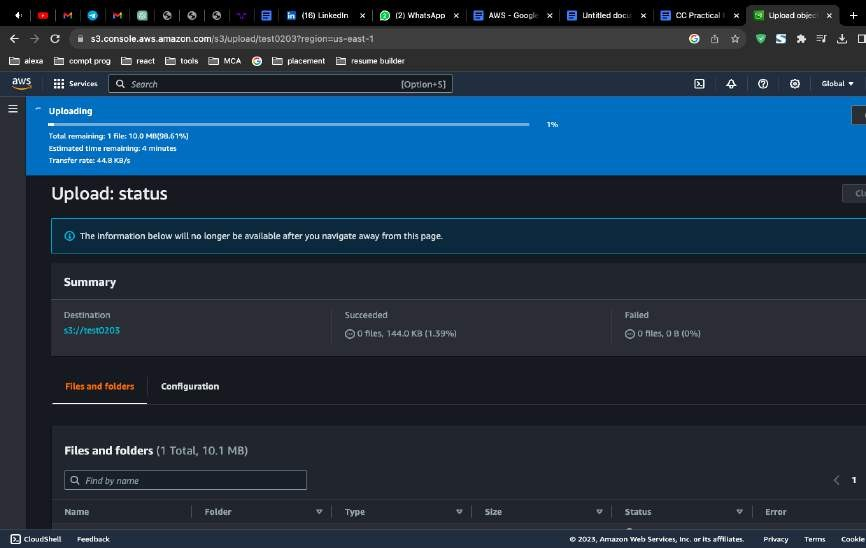 (16) LinkedIn
(2) WhatsApp
AWS - Google
Untitled docu
CC Practical
Upload object
s3.console.aws.amazon.com/s3/upload/test0203?region=us-east-1
alexa compt prog react tools MCA placement resume builder
aws Services Search [Option+S] Global
Uploading
1%
Total remaining: 1 file: 10.0 MB(98.61%)
Estimated time remaining: 4 minutes
Transfer rate: 44.8 KB/s
Upload: status
The information below will no longer be available after you navigate away from this page.
Summary
Destination Succeeded Failed
s3://test0203 0 files, 144.0 KB (1.39%) 0 files, 0 B (0%)
Files and folders Configuration
Files and folders (1 Total, 10.1 MB)
Find by name 1
Name Folder Type Size Status Error
CloudShell Feedback © 2023, Amazon Web Services, Inc. or its affiliates. Privacy Terms Cookie